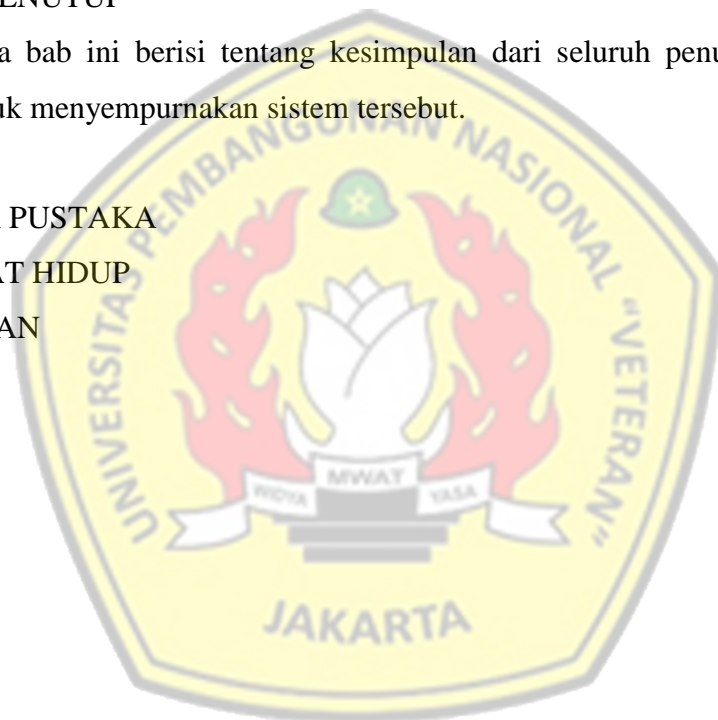 ENUTUP
a bab ini berisi tentang kesimpulan dari seluruh penu
uk menyempurnakan sistem tersebut.
PUSTAKA
AT HIDUP
AN
UNIVERSITAS PEMBANGUNAN NASIONAL "VETERAN"
WIDYA MWAT YASA
JAKARTA